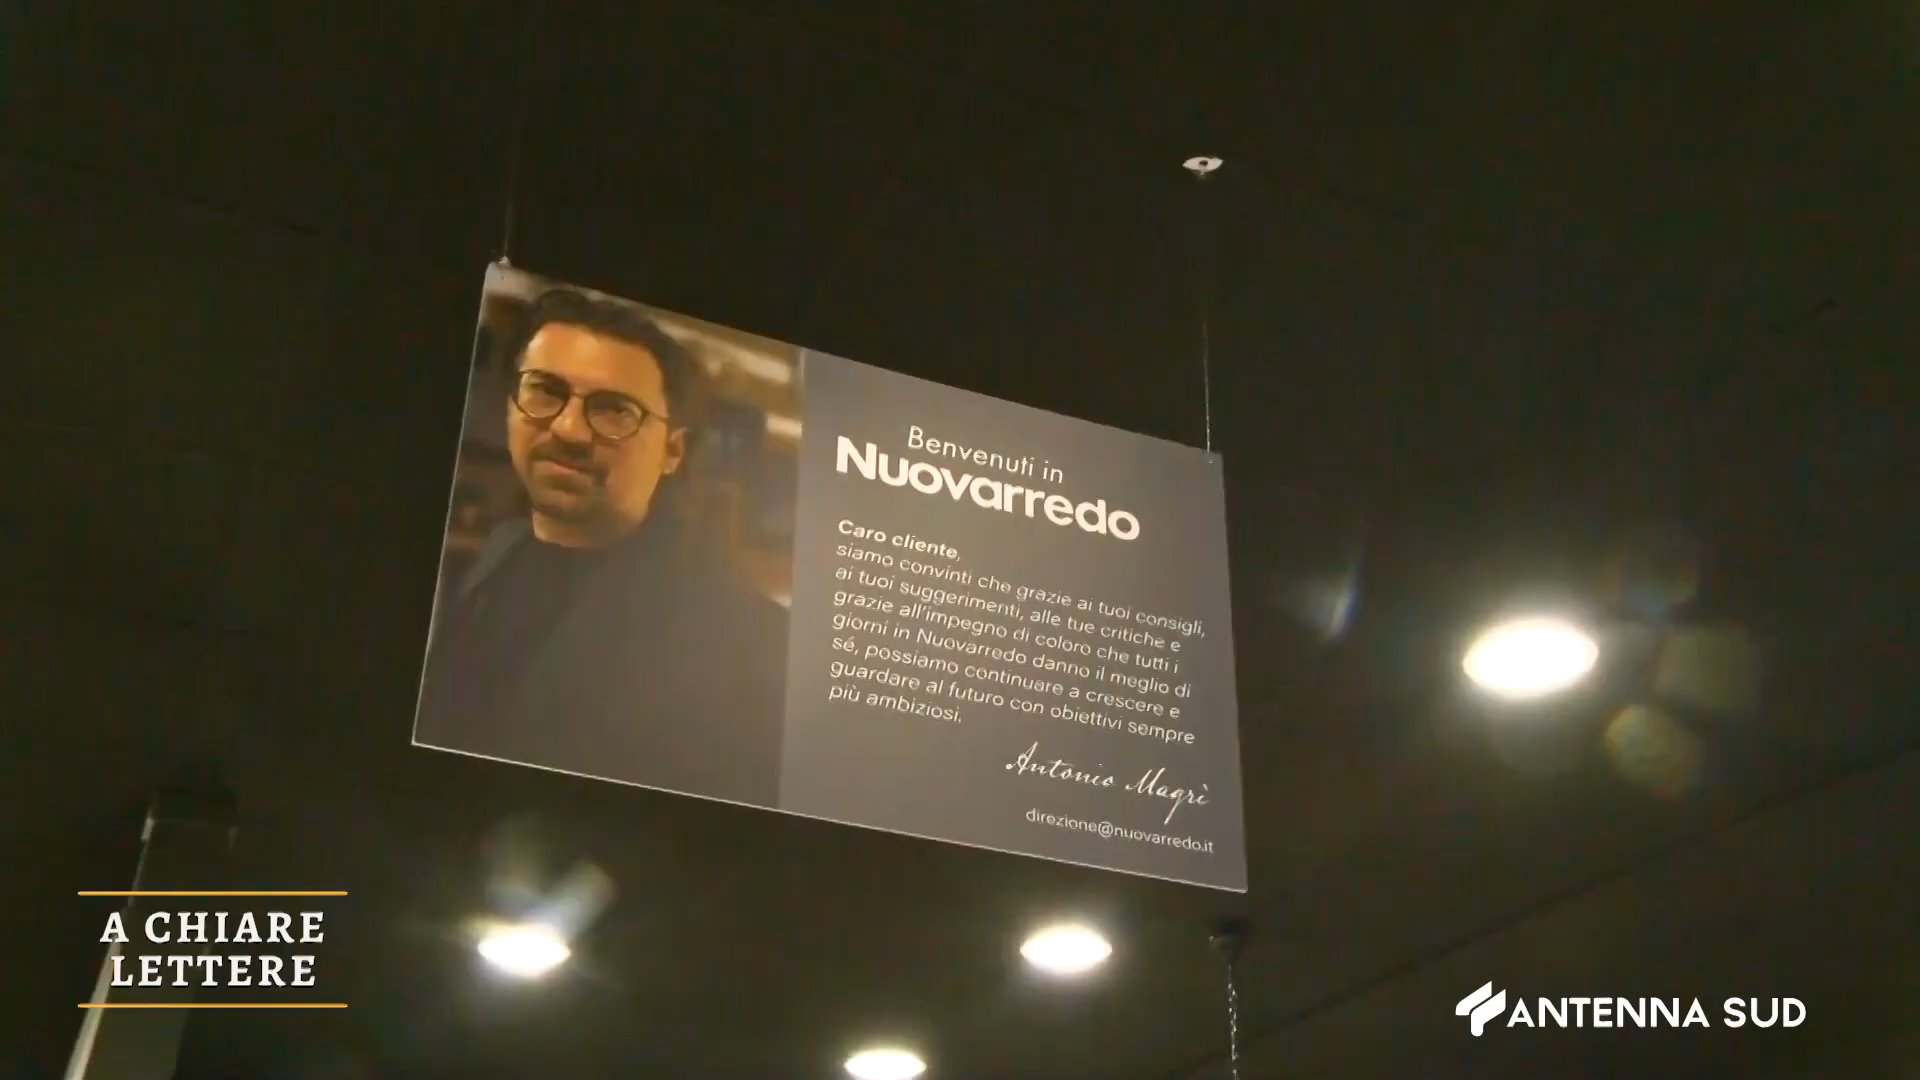 Benvenuti in
Nuovarredo
Caro cliente,
siamo convinti che grazie ai tuoi consigli,
ai tuoi suggerimenti, alle tue critiche e
grazie all'impegno di coloro che tutti i
giorni in Nuovarredo danno il meglio di
sé, possiamo continuare a crescere e
guardare al futuro con obiettivi sempre
più ambiziosi.
Antonio Magrì
direzione@nuovarredo.it
A CHIARE
LETTERE
ANTENNA SUD